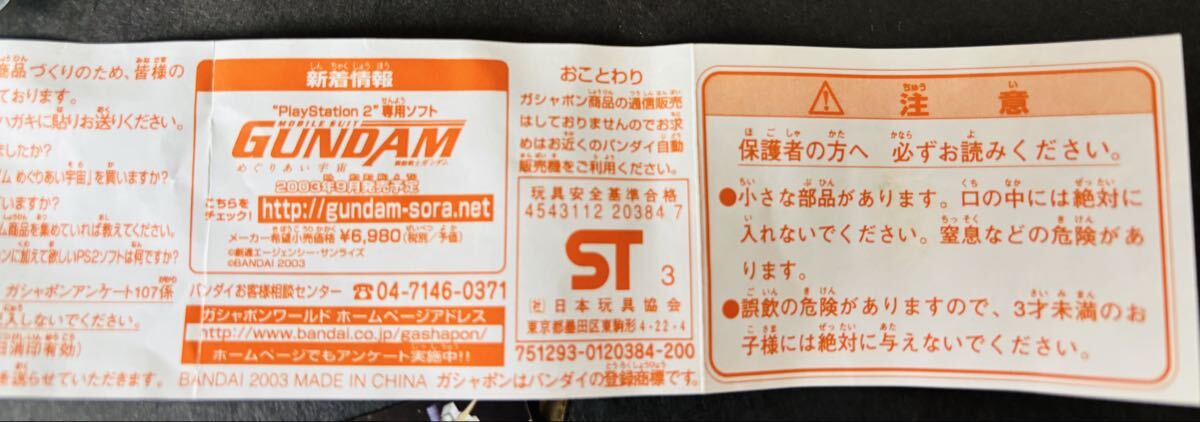 商品づくりのため、皆様の
ております。
ハガキに貼りお送りください。
ましたか?
ダム めぐりあい宇宙」を買いますか?
いますか?
ム商品を集めていれば教えてください。
ンに加えて欲しいPS2ソフトは何ですか?
ガシャポンアンケート107係
入しないでください。
消印有効)
を送らせていただきます。
新着情報
"PlayStation 2"専用ソフト
MOBILE SUIT
GUNDAM
機動戦士ガンダム
めぐりあい宇宙
2003年9月発売予定
こちらを
チェック!
http://gundam-sora.net
メーカー希望小売価格 ¥6,980(税別/予価)
©創通エージェンシー・サンライズ
©BANDAI 2003
バンダイお客様相談センター ☎04-7146-0371
ガシャポンワールド ホームページアドレス
http://www.bandai.co.jp/gashapon/
ホームページでもアンケート実施中!!
BANDAI 2003 MADE IN CHINA ガシャポンはバンダイの登録商標です。
おことわり
ガシャポン商品の通信販売
はしておりませんのでお求
めはお近くのバンダイ自動
販売機をご利用ください。
玩具安全基準合格
4543112 20384 7
ST 3
(社)日本玩具協会
東京都墨田区東駒形4-22-4
751293-0120384-200
⚠ 注意
保護者の方へ 必ずお読みください。
●小さな部品があります。口の中には絶対に
入れないでください。窒息などの危険があ
ります。
●誤飲の危険がありますので、3才未満のお
子様には絶対に与えないでください。